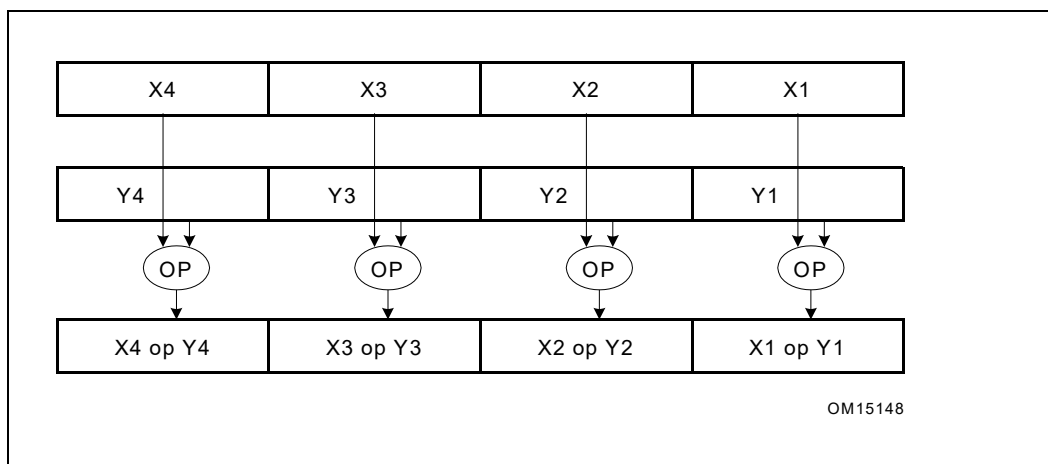 X4 X3 X2 X1
Y4 Y3 Y2 Y1
OP OP OP OP
X4 op Y4 X3 op Y3 X2 op Y2 X1 op Y1
OM15148